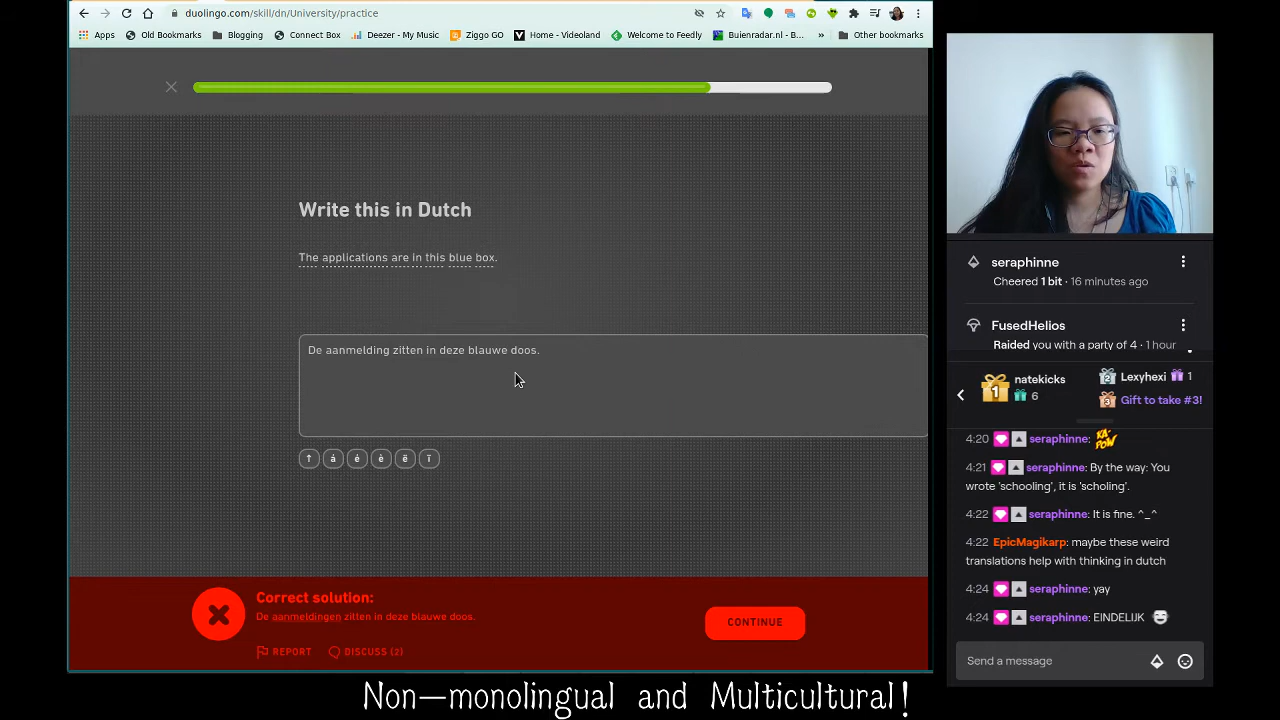 duolingo.com/skill/dn/University/practice
Apps Old Bookmarks Blogging Connect Box Deezer - My Music Ziggo GO Home - Videoland Welcome to Feedly Buienradar.nl - B... » Other bookmarks
Write this in Dutch
The applications are in this blue box.
De aanmelding zitten in deze blauwe doos.
↑ á é è ë ï
Correct solution:
De aanmeldingen zitten in deze blauwe doos.
REPORT DISCUSS (2)
CONTINUE
seraphinne
Cheered 1 bit · 16 minutes ago
FusedHelios
Raided you with a party of 4 · 1 hour
natekicks
6
Lexyhexi 1
Gift to take #3!
4:20 seraphinne: KA-POW
4:21 seraphinne: By the way: You
wrote 'schooling', it is 'scholing'.
4:22 seraphinne: It is fine. ^_^
4:22 EpicMagikarp: maybe these weird
translations help with thinking in dutch
4:24 seraphinne: yay
4:24 seraphinne: EINDELIJK
Send a message
Non-monolingual and Multicultural!